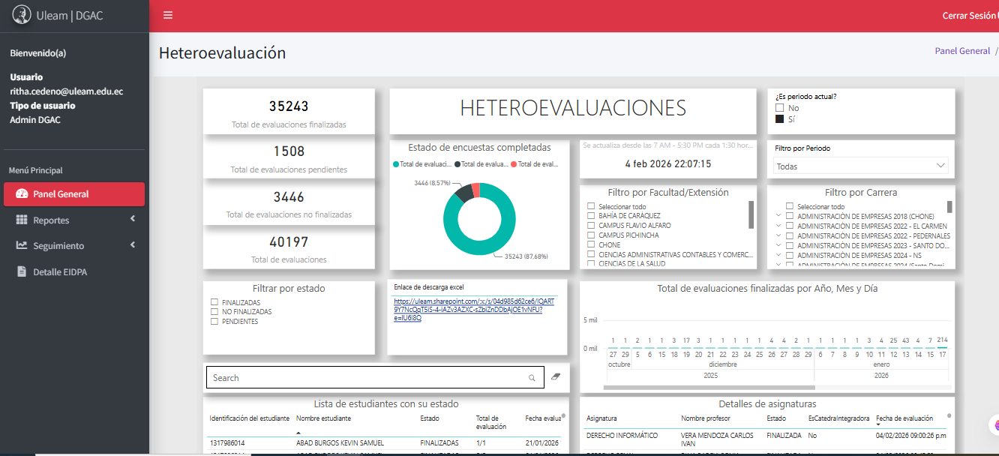 Uleam | DGAC
Cerrar Sesión
Bienvenido(a)
Usuario
ritha.cedeno@uleam.edu.ec
Tipo de usuario
Admin DGAC
Menú Principal
Panel General
Reportes
Seguimiento
Detalle EIDPA
Heteroevaluación
Panel General /
35243
Total de evaluaciones finalizadas
1508
Total de evaluaciones pendientes
3446
Total de evaluaciones no finalizadas
40197
Total de evaluaciones
HETEROEVALUACIONES
¿Es periodo actual?
No
Sí
Estado de encuestas completadas
Total de evaluaci... Total de evalua... Total de eval...
3446 (8,57%)
35243 (87,68%)
Se actualiza desde las 7 AM – 5:30 PM cada 1:30 hor...
4 feb 2026 22:07:15
Filtro por Periodo
Todas
Filtro por Facultad/Extensión
Seleccionar todo
BAHÍA DE CARÁQUEZ
CAMPUS FLAVIO ALFARO
CAMPUS PICHINCHA
CHONE
CIENCIAS ADMINISTRATIVAS CONTABLES Y COMERC...
CIENCIAS DE LA SALUD
Filtro por Carrera
Seleccionar todo
ADMINISTRACIÓN DE EMPRESAS 2018 (CHONE)
ADMINISTRACIÓN DE EMPRESAS 2022 - EL CARMEN
ADMINISTRACIÓN DE EMPRESAS 2022 - PEDERNALES
ADMINISTRACIÓN DE EMPRESAS 2023 - SANTO DO...
ADMINISTRACIÓN DE EMPRESAS 2024 - NS
ADMINISTRACIÓN DE EMPRESAS 2024 (Santo Domi...
Filtrar por estado
FINALIZADAS
NO FINALIZADAS
PENDIENTES
Enlace de descarga excel
https://uleam.sharepoint.com/:x:/s/04d985d62ce6/IQART
9Y7NcQqT5iS-4-iAZv3AZXC-sZbiZnDDbAjOE1vNFU?
e=IU6I8Q
Total de evaluaciones finalizadas por Año, Mes y Día
5 mil
0 mil
1 1 2 1 15 3 17 3 1 1 1 1 1 4 4 2 1 1 1 1 1 3 4 25 43 4 7 214
27 29 5 6 15 18 19 20 21 22 23 24 25 26 27 28 29 6 7 8 9 10 11 12 13 14 15 17
octubre diciembre enero
2025 2026
Search
Lista de estudiantes con su estado
Identificación del estudiante Nombre estudiante Estado Total de evaluación Fecha evalua
1317986014 ABAD BURGOS KEVIN SAMUEL FINALIZADAS 1/1 21/01/2026
Detalles de asignaturas
Asignatura Nombre profesor Estado EsCatedraIntegradora Fecha de evaluación
DERECHO INFORMÁTICO VERA MENDOZA CARLOS IVAN FINALIZADA No 04/02/2026 09:00:26 p.m